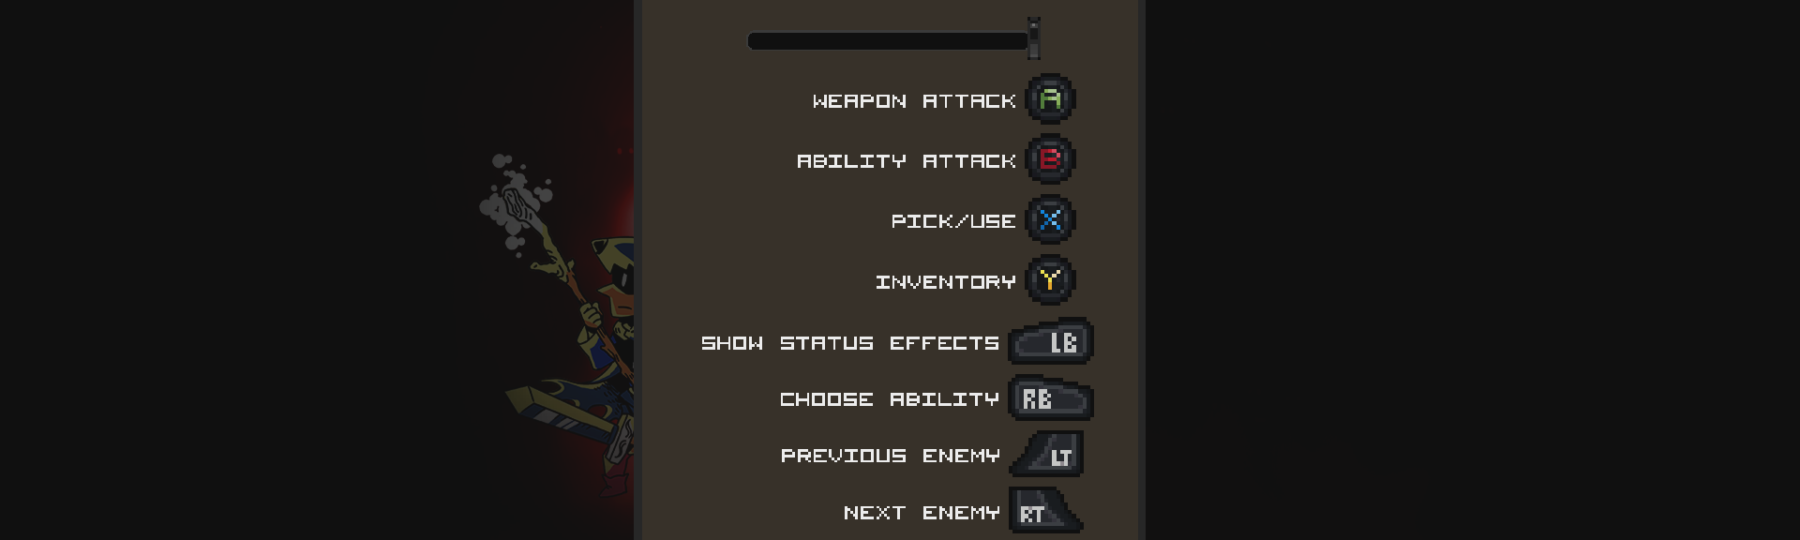 WEAPON ATTACK A
ABILITY ATTACK B
PICK/USE X
INVENTORY Y
SHOW STATUS EFFECTS LB
CHOOSE ABILITY RB
PREVIOUS ENEMY LT
NEXT ENEMY RT